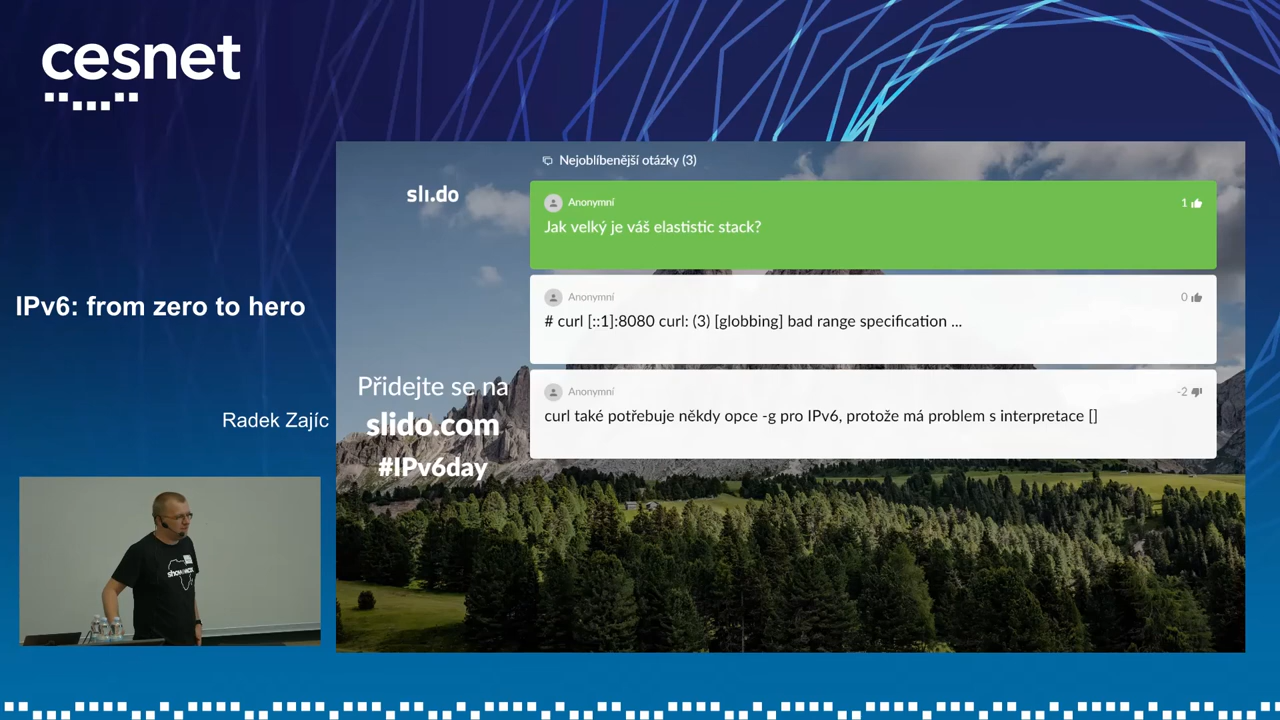 cesnet
IPv6: from zero to hero
Radek Zajíc
sli.do
Přidejte se na
slido.com
#IPv6day
Nejoblíbenější otázky (3)
Anonymní
1
Jak velký je váš elastistic stack?
Anonymní
0
# curl [::1]:8080 curl: (3) [globbing] bad range specification ...
Anonymní
-2
curl také potřebuje někdy opce -g pro IPv6, protože má problem s interpretace []